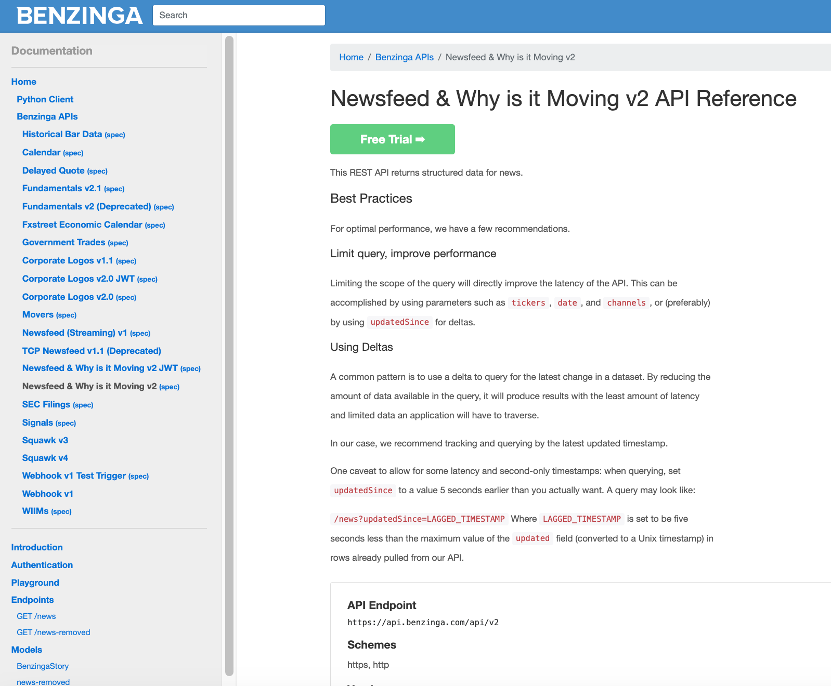 BENZINGA
Search
Documentation
Home
Python Client
Benzinga APIs
Historical Bar Data (spec)
Calendar (spec)
Delayed Quote (spec)
Fundamentals v2.1 (spec)
Fundamentals v2 (Deprecated) (spec)
Fxstreet Economic Calendar (spec)
Government Trades (spec)
Corporate Logos v1.1 (spec)
Corporate Logos v2.0 JWT (spec)
Corporate Logos v2.0 (spec)
Movers (spec)
Newsfeed (Streaming) v1 (spec)
TCP Newsfeed v1.1 (Deprecated)
Newsfeed & Why is it Moving v2 JWT (spec)
Newsfeed & Why is it Moving v2 (spec)
SEC Filings (spec)
Signals (spec)
Squawk v3
Squawk v4
Webhook v1 Test Trigger (spec)
Webhook v1
WIIMs (spec)
Introduction
Authentication
Playground
Endpoints
GET /news
GET /news-removed
Models
BenzingaStory
news-removed
Home / Benzinga APIs / Newsfeed & Why is it Moving v2
Newsfeed & Why is it Moving v2 API Reference
Free Trial ➡
This REST API returns structured data for news.
Best Practices
For optimal performance, we have a few recommendations.
Limit query, improve performance
Limiting the scope of the query will directly improve the latency of the API. This can be
accomplished by using parameters such as tickers , date , and channels , or (preferably)
by using updatedSince for deltas.
Using Deltas
A common pattern is to use a delta to query for the latest change in a dataset. By reducing the
amount of data available in the query, it will produce results with the least amount of latency
and limited data an application will have to traverse.
In our case, we recommend tracking and querying by the latest updated timestamp.
One caveat to allow for some latency and second-only timestamps: when querying, set
updatedSince to a value 5 seconds earlier than you actually want. A query may look like:
/news?updatedSince=LAGGED_TIMESTAMP Where LAGGED_TIMESTAMP is set to be five
seconds less than the maximum value of the updated field (converted to a Unix timestamp) in
rows already pulled from our API.
API Endpoint
https://api.benzinga.com/api/v2
Schemes
https, http